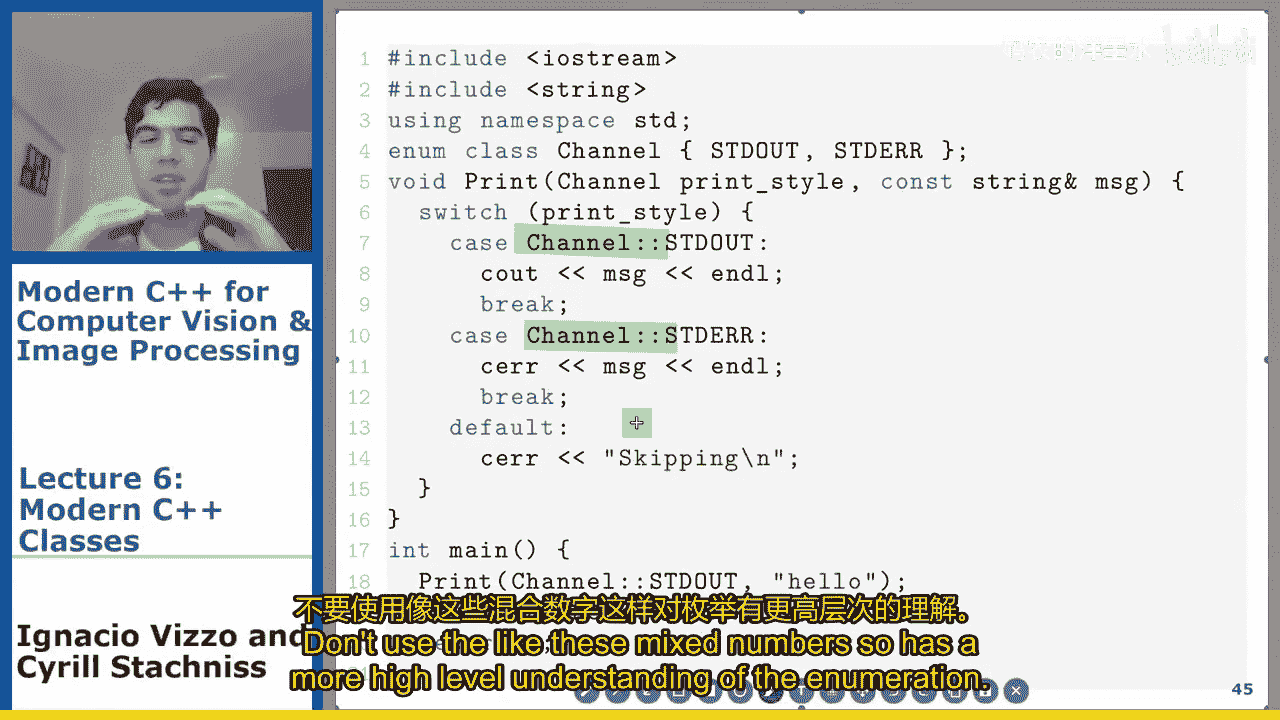 Modern C++ for
Computer Vision &
Image Processing
Lecture 6:
Modern C++
Classes
Ignacio Vizzo and
Cyrill Stachniss
1 #include <iostream>
2 #include <string>
3 using namespace std;
4 enum class Channel { STDOUT, STDERR };
5 void Print(Channel print_style, const string& msg) {
6 switch (print_style) {
7 case Channel::STDOUT:
8 cout << msg << endl;
9 break;
10 case Channel::STDERR:
11 cerr << msg << endl;
12 break;
13 default:
14 cerr << "Skipping\n";
15 }
16 }
17 int main() {
18 Print(Channel::STDOUT, "hello");
不要使用像这些混合数字这样对枚举有更高层次的理解。
Don't use the like these mixed numbers so has a
more high level understanding of the enumeration.
45